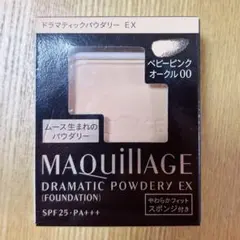 ドラマティックパウダリー EX
ベビーピンク
オークル00
ムース生まれの
パウダリー
MAQuillAGE
DRAMATIC POWDERY EX
(FOUNDATION)
やわらかフィット
スポンジ付き
SPF25・PA+++